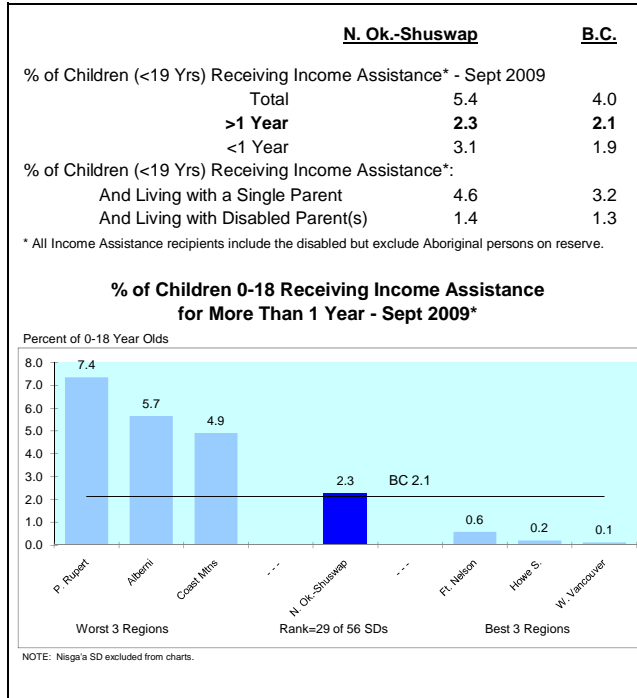 N. Ok.-Shuswap B.C.
% of Children (<19 Yrs) Receiving Income Assistance* - Sept 2009
Total 5.4 4.0
>1 Year 2.3 2.1
<1 Year 3.1 1.9
% of Children (<19 Yrs) Receiving Income Assistance*:
And Living with a Single Parent 4.6 3.2
And Living with Disabled Parent(s) 1.4 1.3
* All Income Assistance recipients include the disabled but exclude Aboriginal persons on reserve.
% of Children 0-18 Receiving Income Assistance
for More Than 1 Year - Sept 2009*
Percent of 0-18 Year Olds
8.0
7.0
6.0
5.0
4.0
3.0
2.0
1.0
0.0
7.4
5.7
4.9
2.3
BC 2.1
0.6
0.2
0.1
P. Rupert
Alberni
Coast Mtns
- - -
N. Ok.-Shuswap
- - -
Ft. Nelson
Howe S.
W. Vancouver
Worst 3 Regions Rank=29 of 56 SDs Best 3 Regions
NOTE: Nisga'a SD excluded from charts.